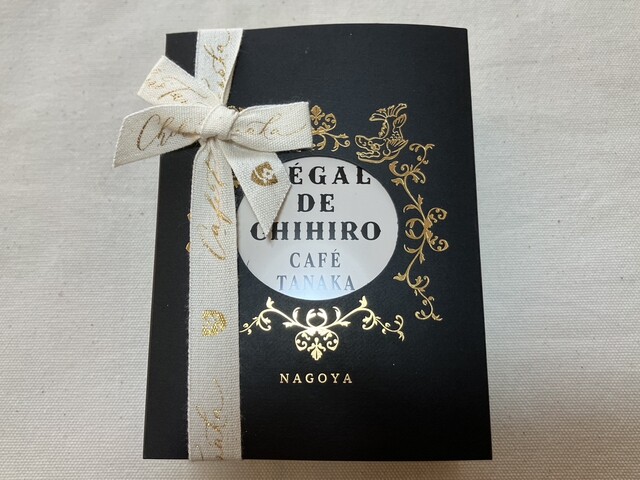 ÉGAL
DE
CHIHIRO
CAFÉ
TANAKA
NAGOYA